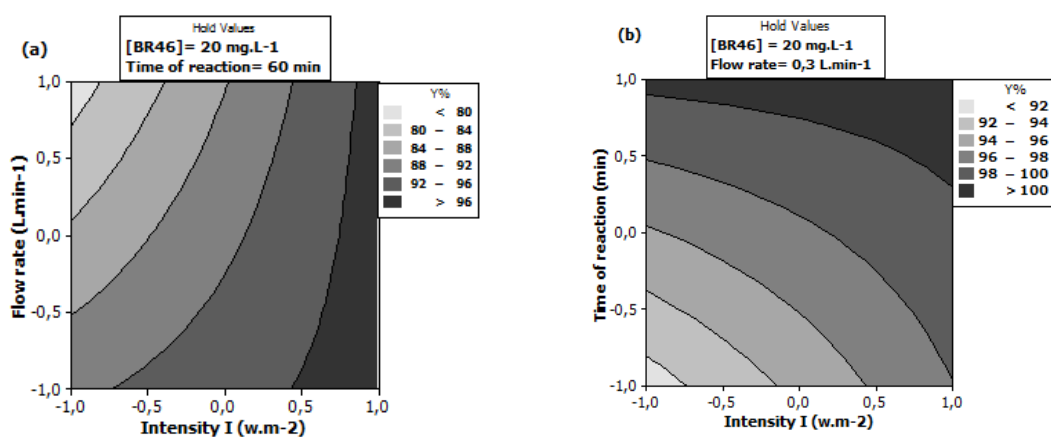 (a)
Hold Values
[BR46]= 20 mg.L-1
Time of reaction= 60 min
Y%
< 80
80 – 84
84 – 88
88 – 92
92 – 96
> 96
Flow rate (L.min-1)
1,0
0,5
0,0
-0,5
-1,0
-1,0 -0,5 0,0 0,5 1,0
Intensity I (w.m-2)
(b)
Hold Values
[BR46] = 20 mg.L-1
Flow rate= 0,3 L.min-1
Y%
< 92
92 – 94
94 – 96
96 – 98
98 – 100
> 100
Time of reaction (min)
1,0
0,5
0,0
-0,5
-1,0
-1,0 -0,5 0,0 0,5 1,0
Intensity I (w.m-2)